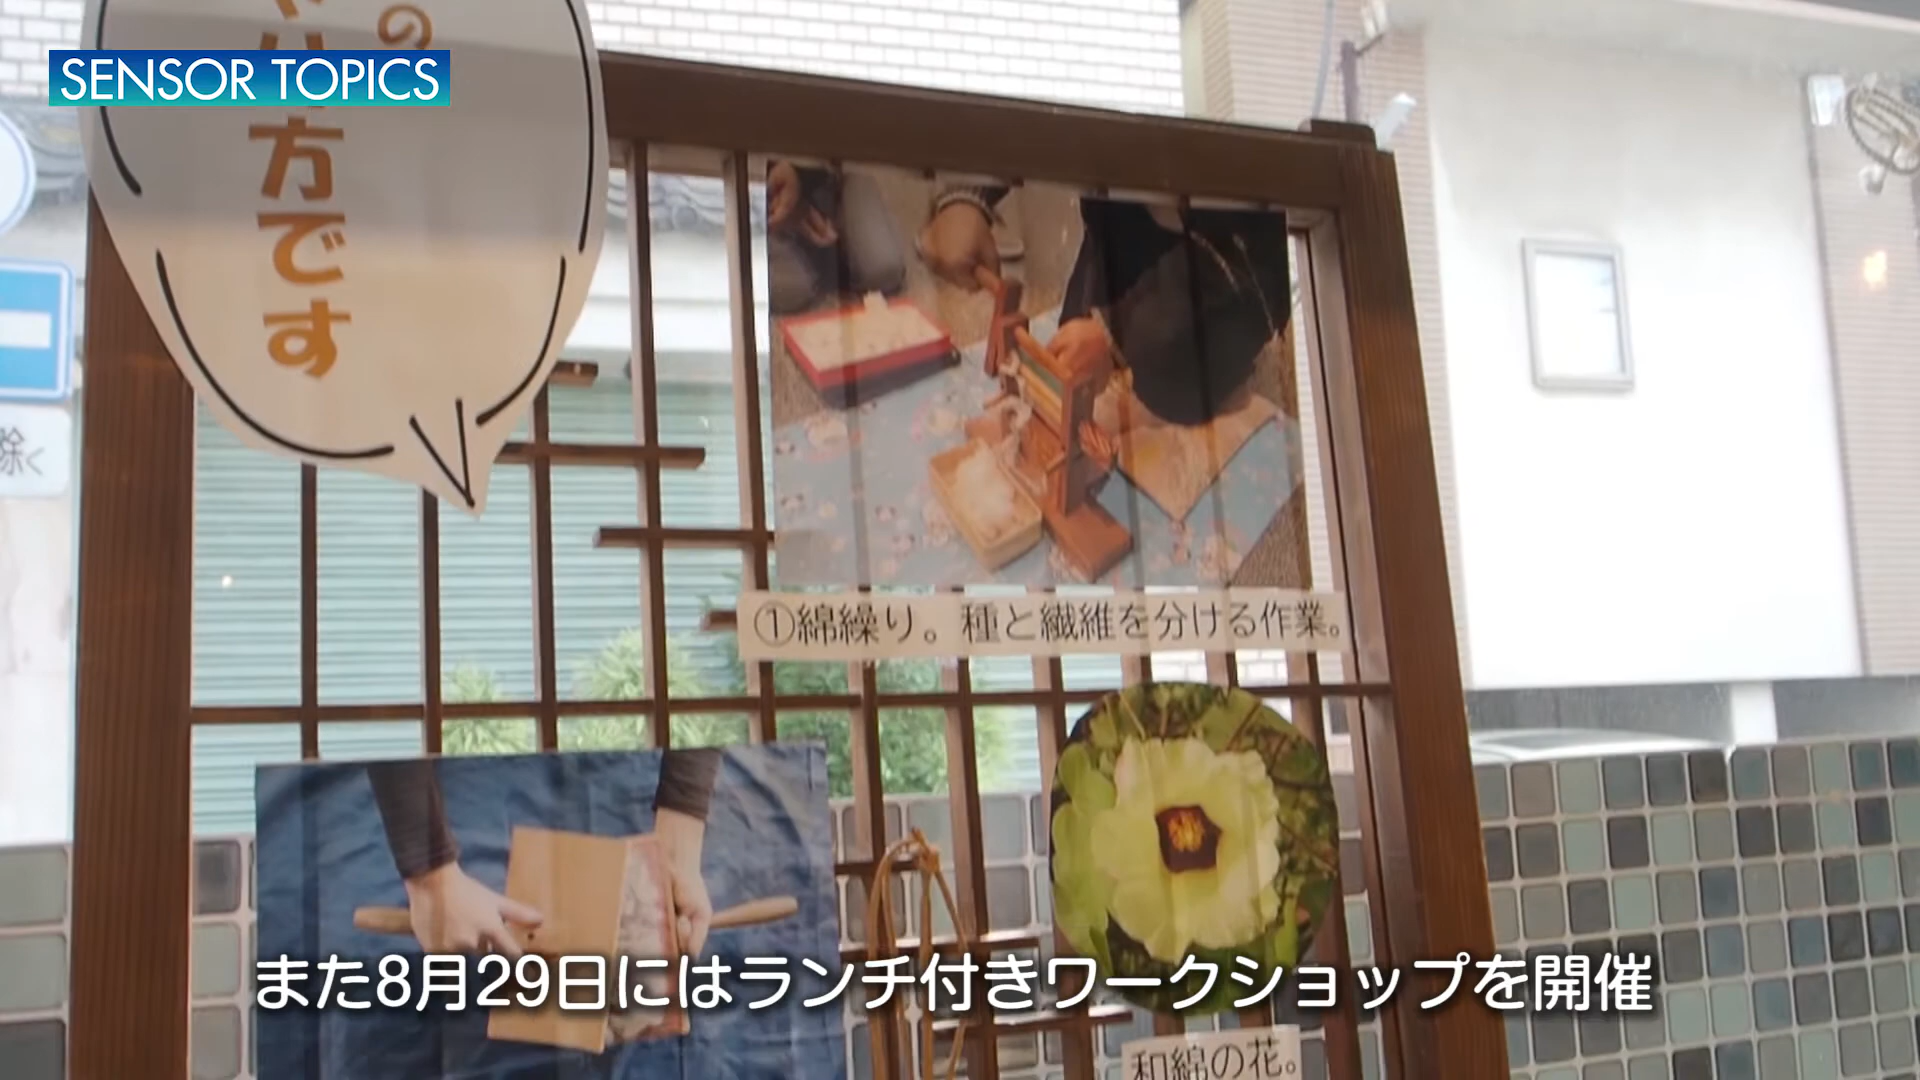 SENSOR TOPICS
の
方です
除く
①綿繰り。種と繊維を分ける作業。
また8月29日にはランチ付きワークショップを開催
和綿の花。